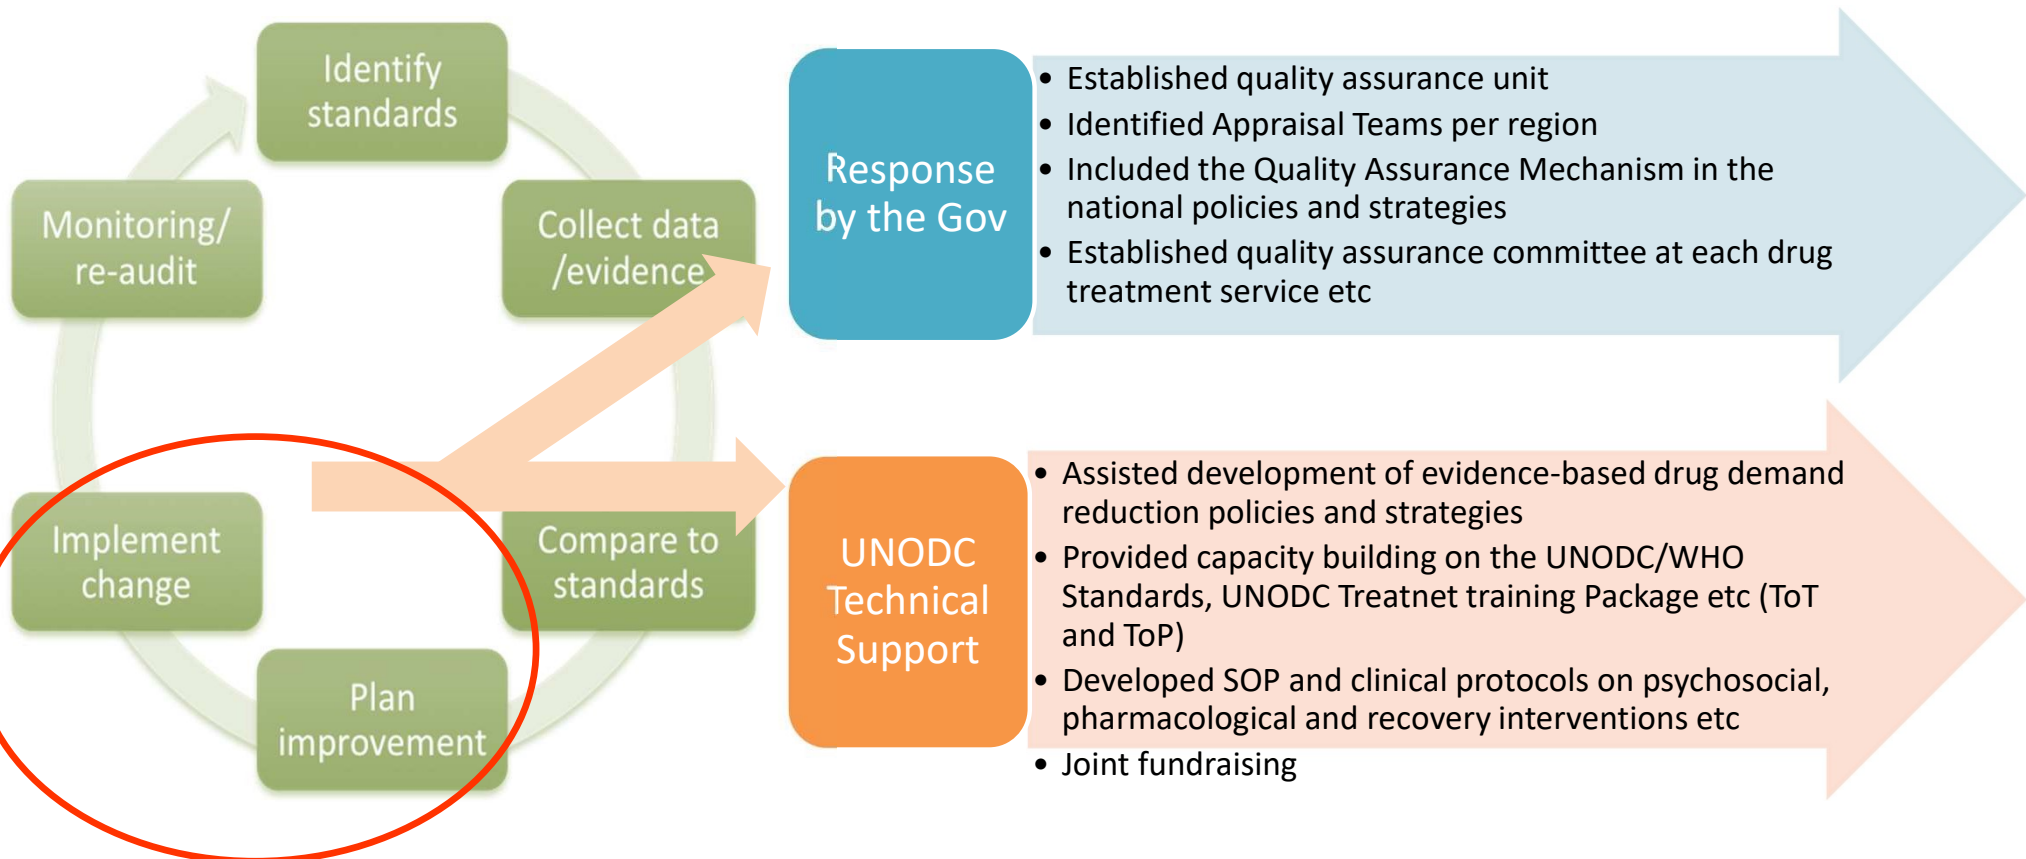 Identify
standards
Collect data
/evidence
Compare to
standards
Plan
improvement
Implement
change
Monitoring/
re-audit
Response
by the Gov
• Established quality assurance unit
• Identified Appraisal Teams per region
• Included the Quality Assurance Mechanism in the
national policies and strategies
• Established quality assurance committee at each drug
treatment service etc
UNODC
Technical
Support
• Assisted development of evidence-based drug demand
reduction policies and strategies
• Provided capacity building on the UNODC/WHO
Standards, UNODC Treatnet training Package etc (ToT
and ToP)
• Developed SOP and clinical protocols on psychosocial,
pharmacological and recovery interventions etc
• Joint fundraising